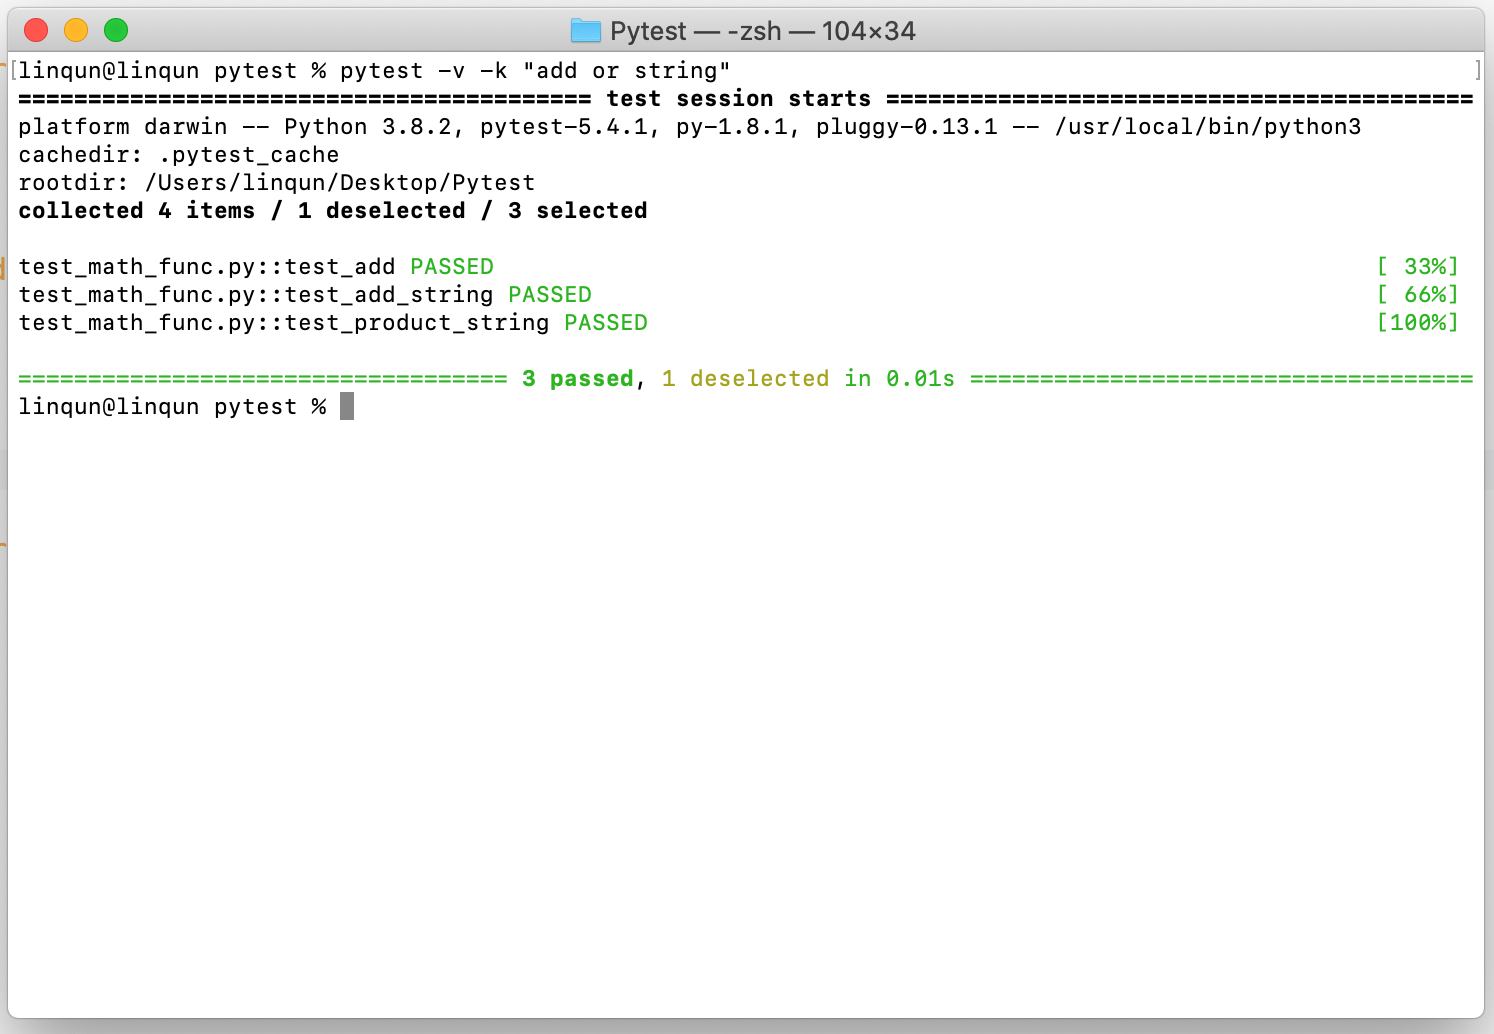 Pytest — -zsh — 104×34
[linqun@linqun pytest % pytest -v -k "add or string" ]
========================================= test session starts ==========================================
platform darwin -- Python 3.8.2, pytest-5.4.1, py-1.8.1, pluggy-0.13.1 -- /usr/local/bin/python3
cachedir: .pytest_cache
rootdir: /Users/linqun/Desktop/Pytest
collected 4 items / 1 deselected / 3 selected
test_math_func.py::test_add PASSED [ 33%]
test_math_func.py::test_add_string PASSED [ 66%]
test_math_func.py::test_product_string PASSED [100%]
=================================== 3 passed, 1 deselected in 0.01s ====================================
linqun@linqun pytest %